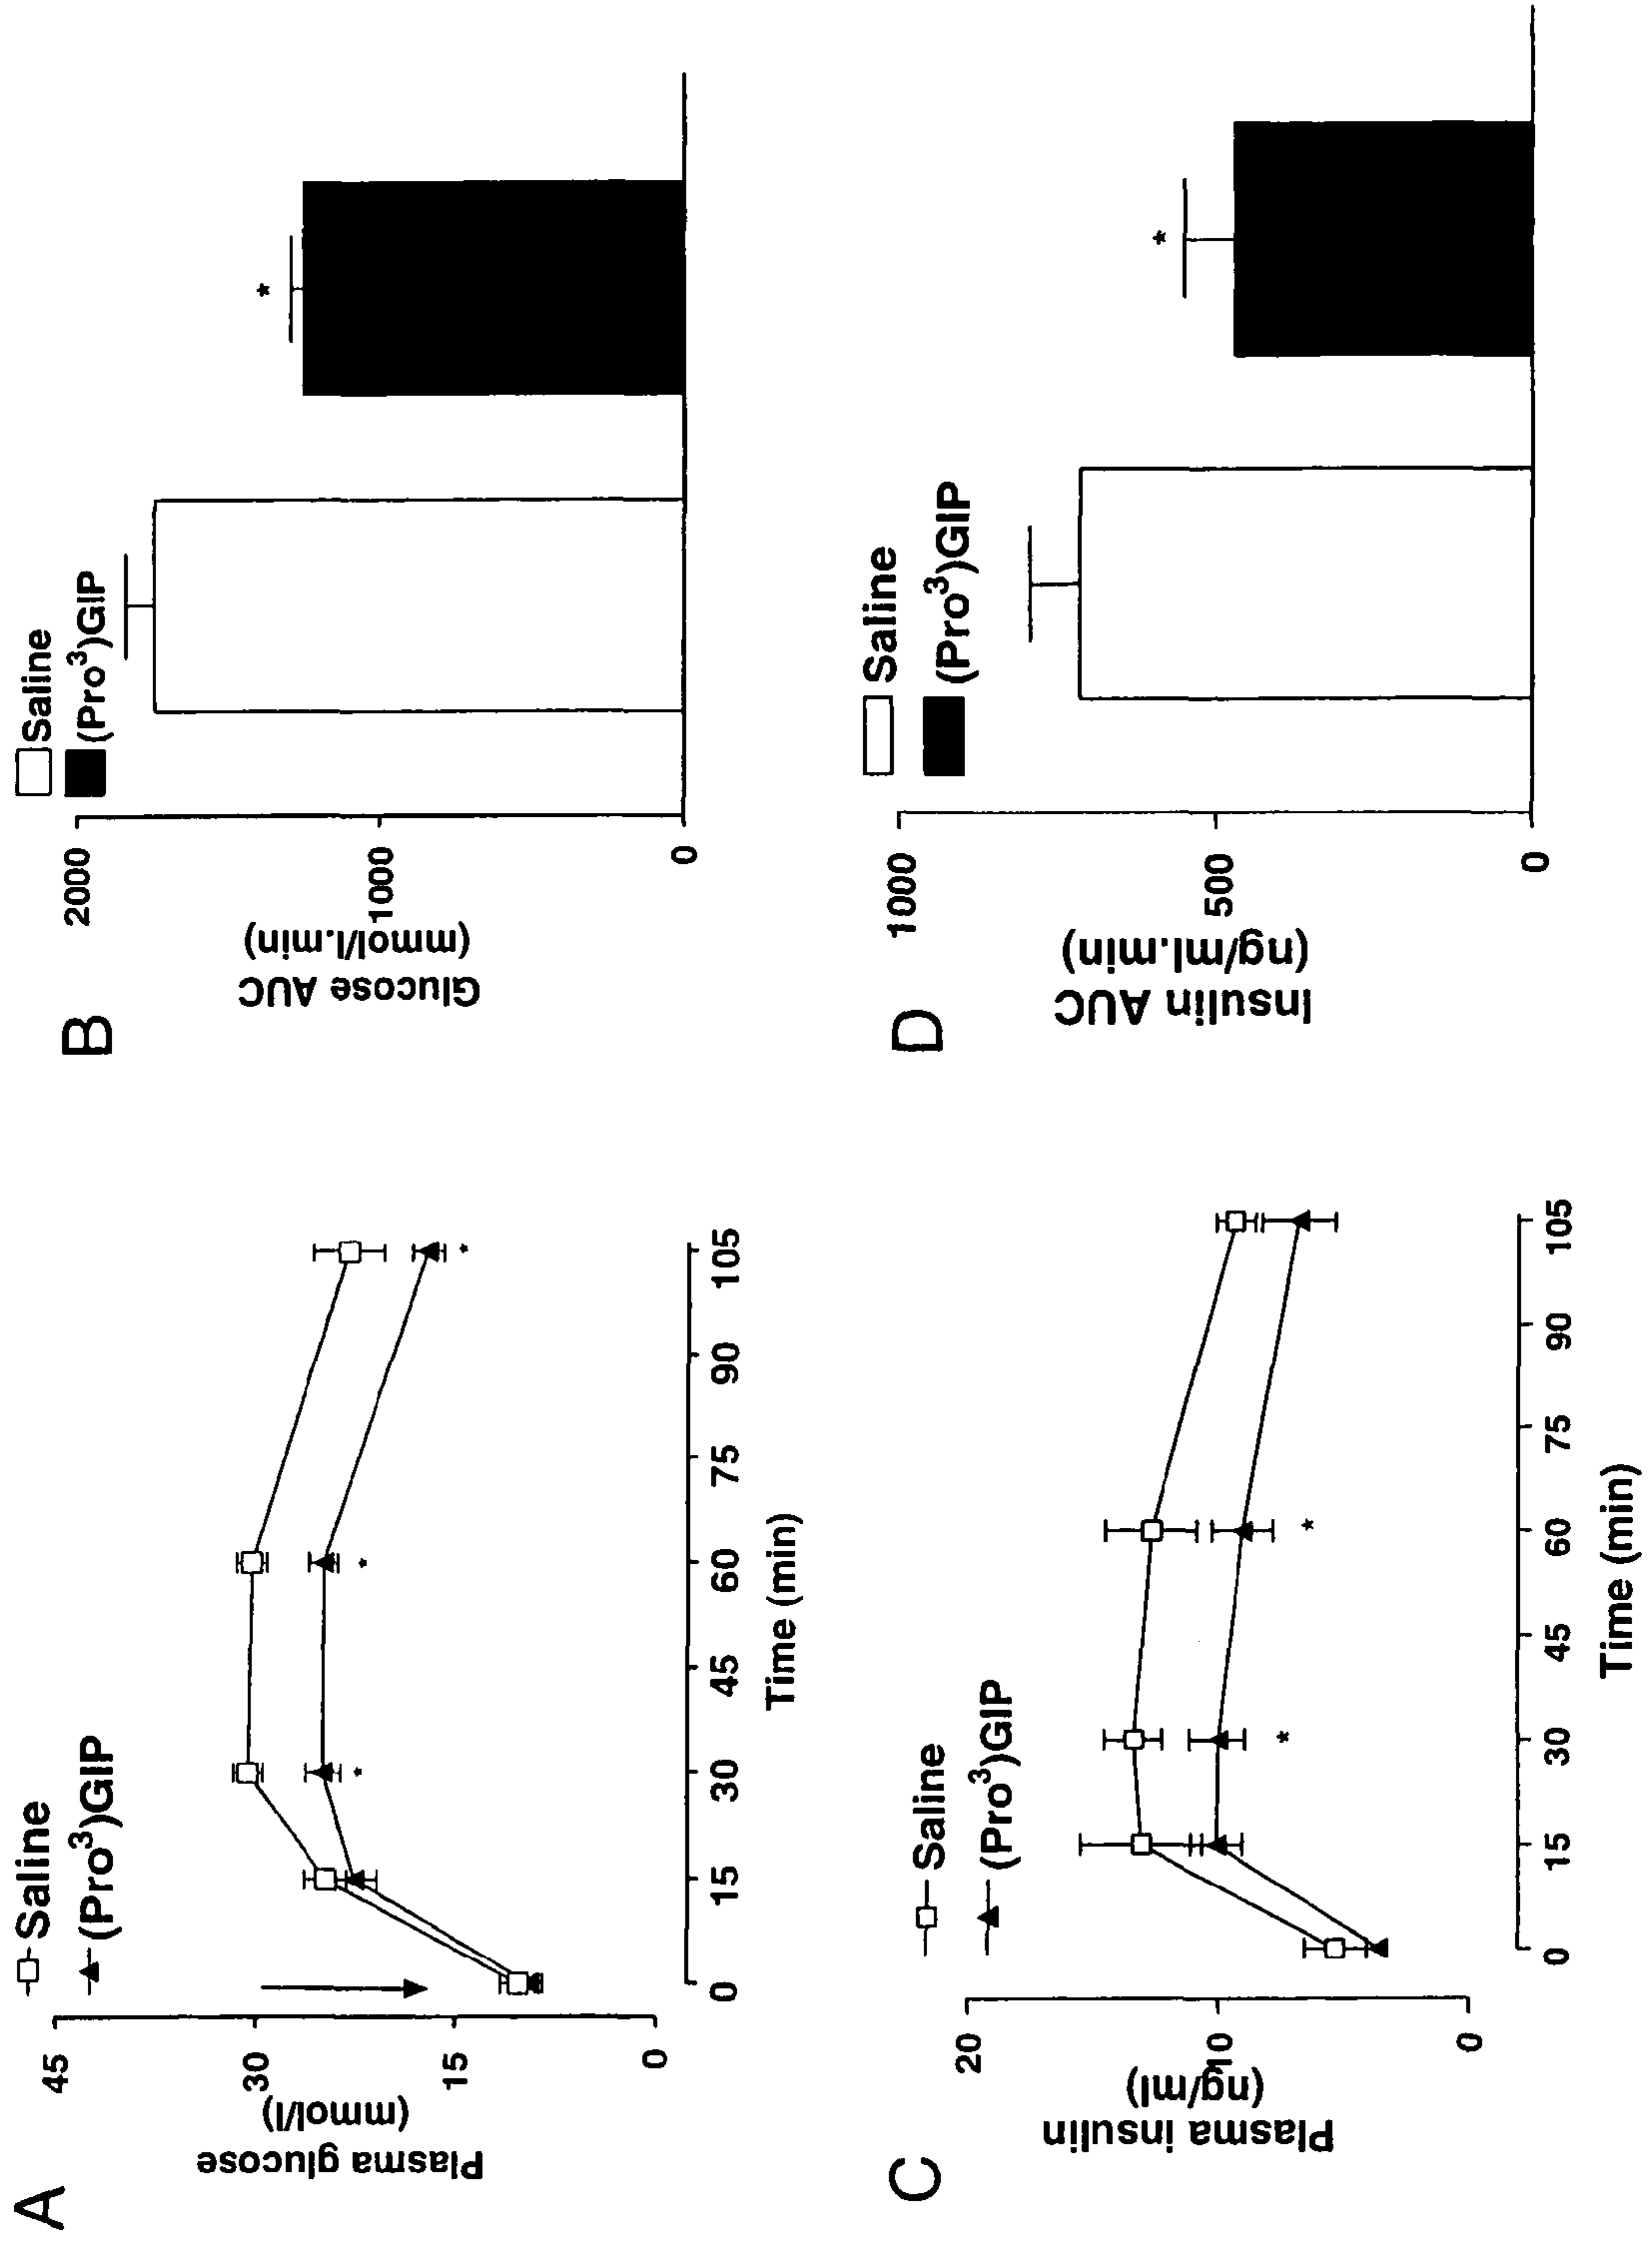 A
Saline
(Pro³)GIP
Plasma glucose
(mmol/l)
45
30
15
0
*
*
*
0
15
30
45
60
75
90
105
Time (min)
B
Saline
(Pro³)GIP
Glucose AUC
(mmol/l.min)
2000
1000
0
*
C
Saline
(Pro³)GIP
Plasma insulin
(ng/ml)
20
10
0
*
*
0
15
30
45
60
75
90
105
Time (min)
D
Saline
(Pro³)GIP
Insulin AUC
(ng/ml.min)
1000
500
0
*